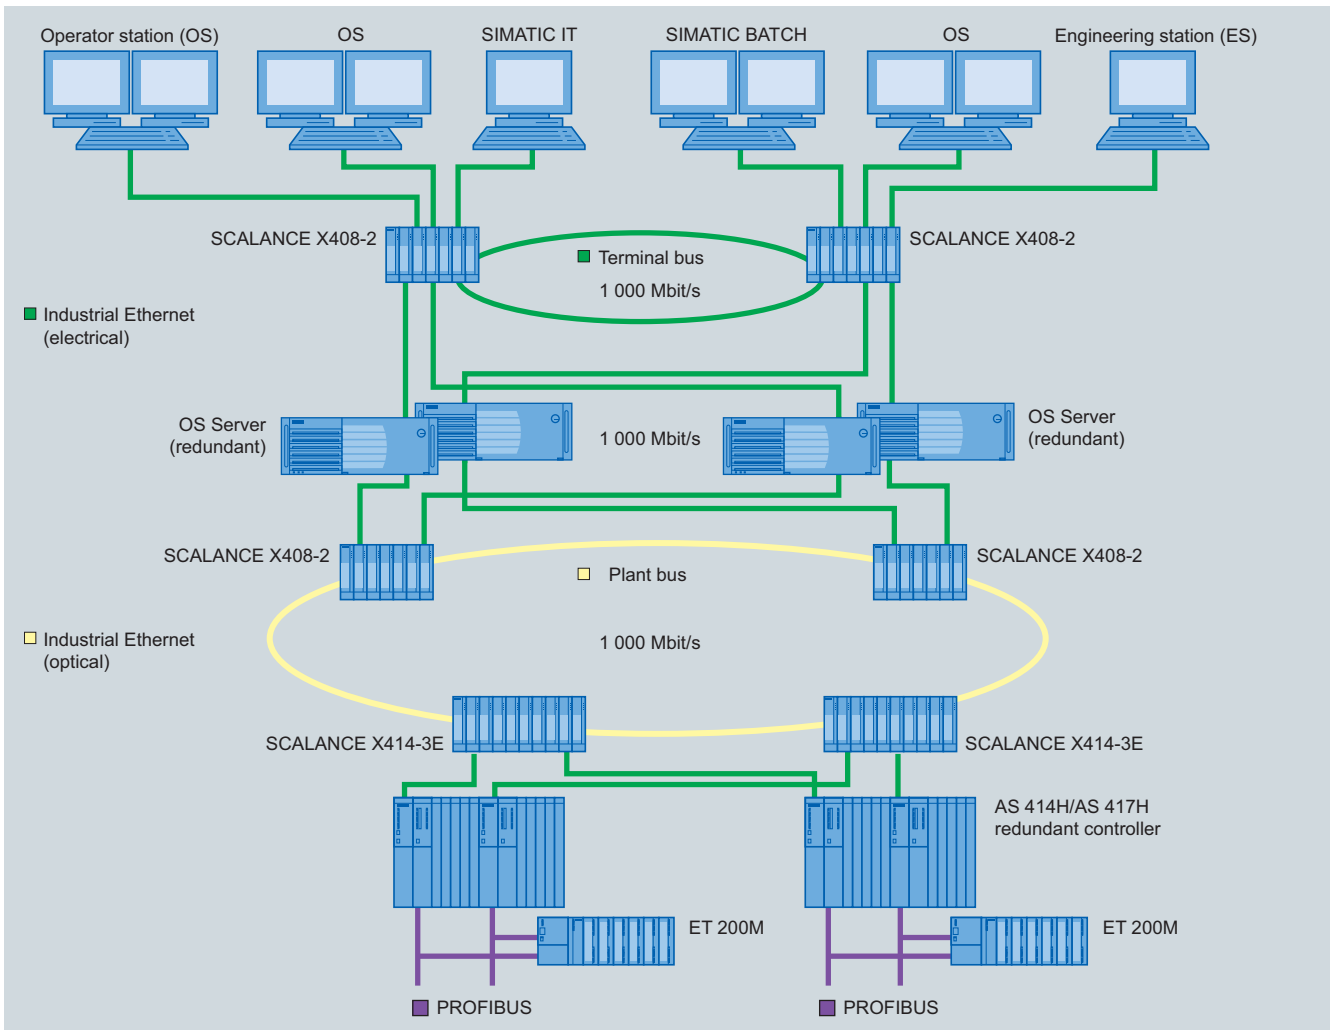 Operator station (OS)
OS
SIMATIC IT
SIMATIC BATCH
OS
Engineering station (ES)
SCALANCE X408-2
SCALANCE X408-2
Terminal bus
1 000 Mbit/s
Industrial Ethernet
(electrical)
OS Server
(redundant)
1 000 Mbit/s
OS Server
(redundant)
SCALANCE X408-2
SCALANCE X408-2
Plant bus
Industrial Ethernet
(optical)
1 000 Mbit/s
SCALANCE X414-3E
SCALANCE X414-3E
AS 414H/AS 417H
redundant controller
ET 200M
ET 200M
PROFIBUS
PROFIBUS